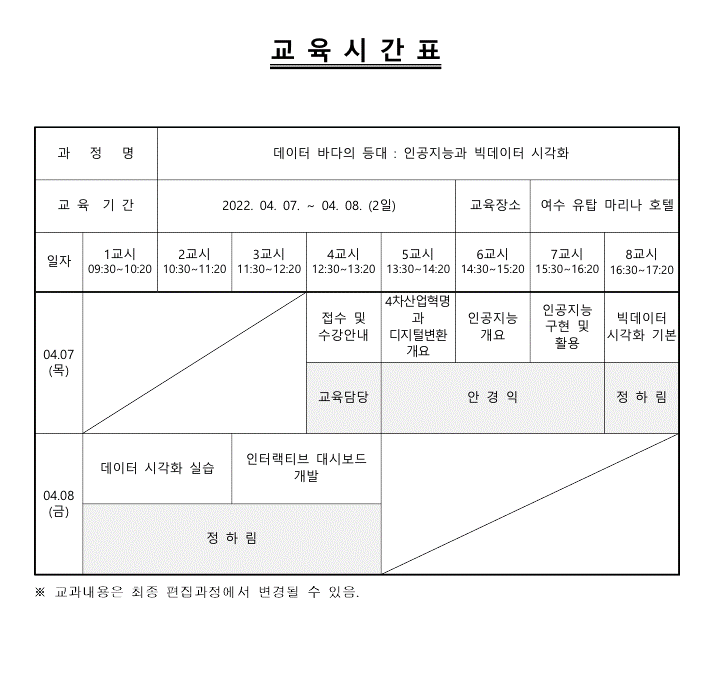 교 육 시 간 표
과 정 명
데이터 바다의 등대 : 인공지능과 빅데이터 시각화
교 육 기 간
2022. 04. 07. ~ 04. 08. (2일)
교육장소
여수 유탑 마리나 호텔
일자
1교시
09:30~10:20
2교시
10:30~11:20
3교시
11:30~12:20
4교시
12:30~13:20
5교시
13:30~14:20
6교시
14:30~15:20
7교시
15:30~16:20
8교시
16:30~17:20
04.07
(목)
접수 및
수강안내
4차산업혁명
과
디지털변환
개요
인공지능
개요
인공지능
구현 및
활용
빅데이터
시각화 기본
교육담당
안 경 익
정 하 림
04.08
(금)
데이터 시각화 실습
인터랙티브 대시보드
개발
정 하 림
※ 교과내용은 최종 편집과정에서 변경될 수 있음.